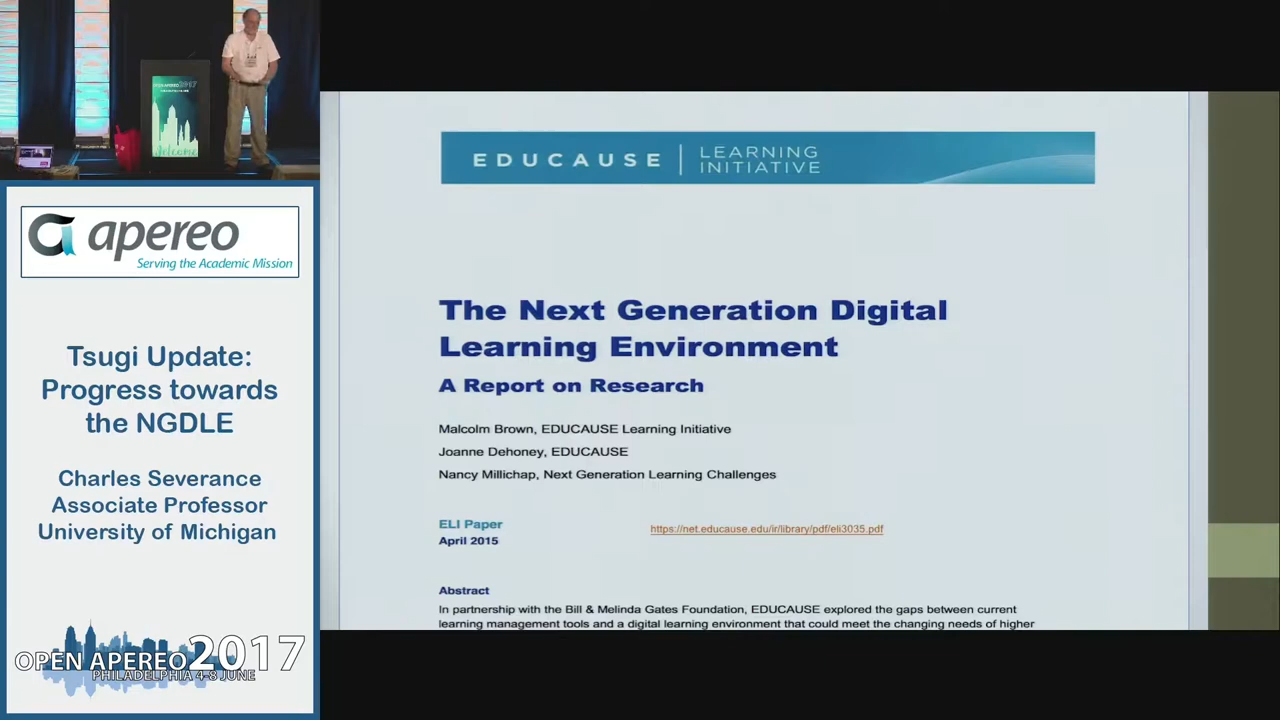 OPEN APEREO 2017
Welcome
apereo
Serving the Academic Mission
Tsugi Update:
Progress towards
the NGDLE
Charles Severance
Associate Professor
University of Michigan
OPEN APEREO 2017
PHILADELPHIA 4-8 JUNE
EDUCAUSE
LEARNING
INITIATIVE
The Next Generation Digital
Learning Environment
A Report on Research
Malcolm Brown, EDUCAUSE Learning Initiative
Joanne Dehoney, EDUCAUSE
Nancy Millichap, Next Generation Learning Challenges
ELI Paper
https://net.educause.edu/ir/library/pdf/eli3035.pdf
April 2015
Abstract
In partnership with the Bill & Melinda Gates Foundation, EDUCAUSE explored the gaps between current
learning management tools and a digital learning environment that could meet the changing needs of higher